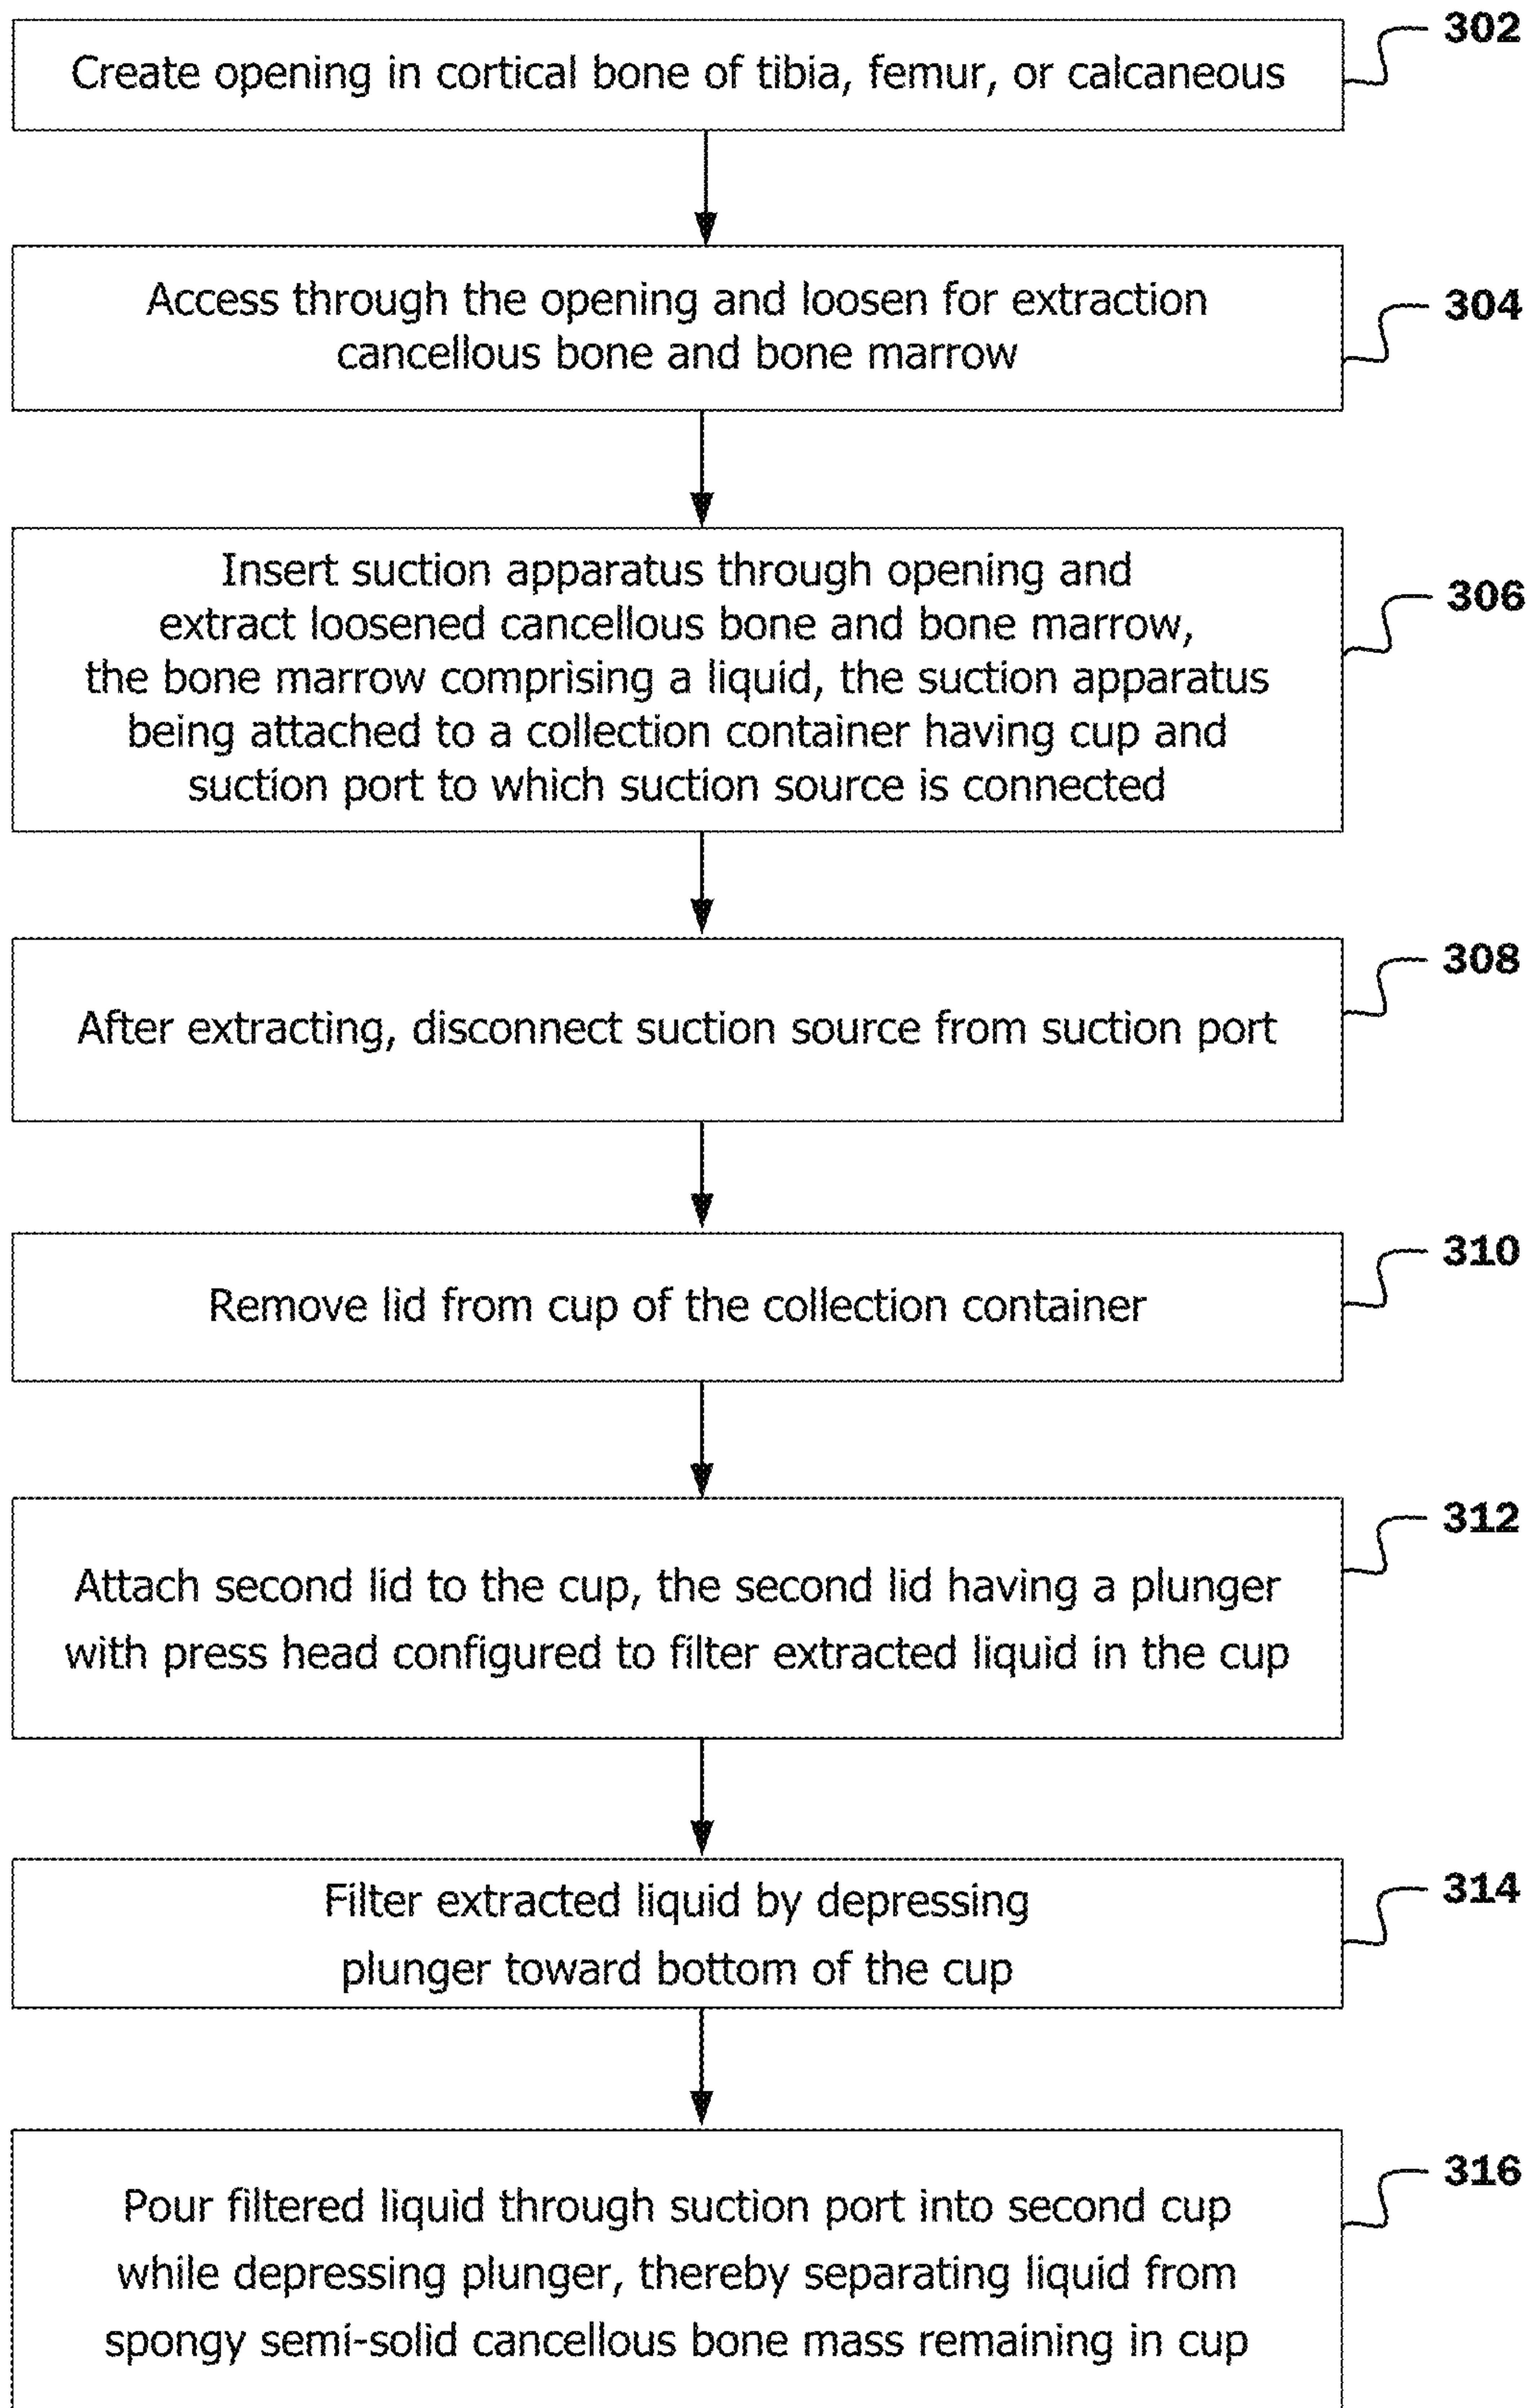 302
Create opening in cortical bone of tibia, femur, or calcaneous
304
Access through the opening and loosen for extraction
cancellous bone and bone marrow
306
Insert suction apparatus through opening and
extract loosened cancellous bone and bone marrow,
the bone marrow comprising a liquid, the suction apparatus
being attached to a collection container having cup and
suction port to which suction source is connected
308
After extracting, disconnect suction source from suction port
310
Remove lid from cup of the collection container
312
Attach second lid to the cup, the second lid having a plunger
with press head configured to filter extracted liquid in the cup
314
Filter extracted liquid by depressing
plunger toward bottom of the cup
316
Pour filtered liquid through suction port into second cup
while depressing plunger, thereby separating liquid from
spongy semi-solid cancellous bone mass remaining in cup